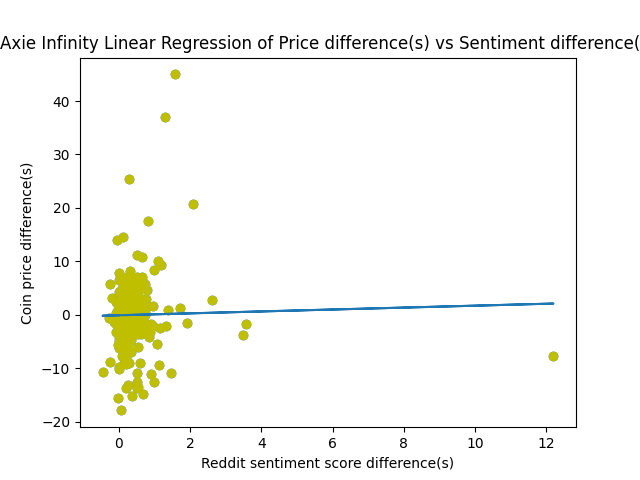 Axie Infinity Linear Regression of Price difference(s) vs Sentiment difference(
40
30
20
10
0
−10
−20
Coin price difference(s)
0 2 4 6 8 10 12
Reddit sentiment score difference(s)